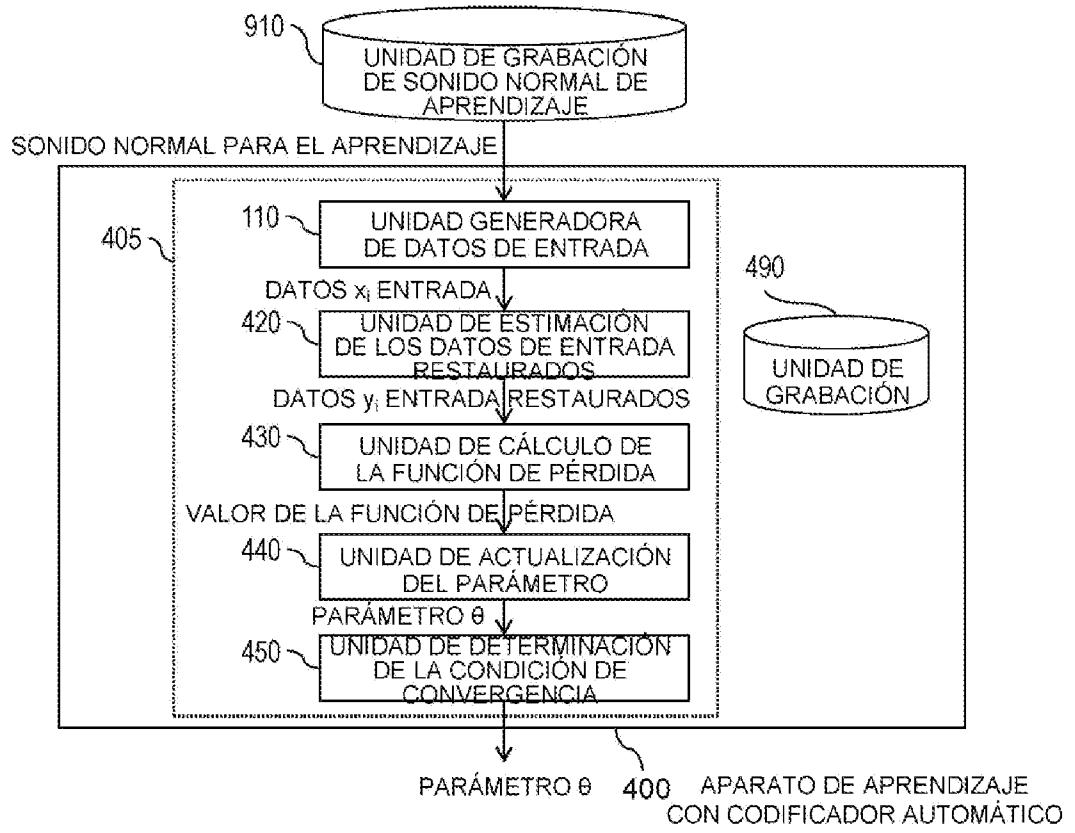 910
UNIDAD DE GRABACIÓN
DE SONIDO NORMAL DE
APRENDIZAJE
SONIDO NORMAL PARA EL APRENDIZAJE
405
110
UNIDAD GENERADORA
DE DATOS DE ENTRADA
DATOS xᵢ ENTRADA
420
UNIDAD DE ESTIMACIÓN
DE LOS DATOS DE ENTRADA
RESTAURADOS
DATOS yᵢ ENTRADA RESTAURADOS
430
UNIDAD DE CÁLCULO DE
LA FUNCIÓN DE PÉRDIDA
VALOR DE LA FUNCIÓN DE PÉRDIDA
440
UNIDAD DE ACTUALIZACIÓN
DEL PARÁMETRO
PARÁMETRO θ
450
UNIDAD DE DETERMINACIÓN
DE LA CONDICIÓN DE
CONVERGENCIA
490
UNIDAD DE
GRABACIÓN
PARÁMETRO θ
400
APARATO DE APRENDIZAJE
CON CODIFICADOR AUTOMÁTICO